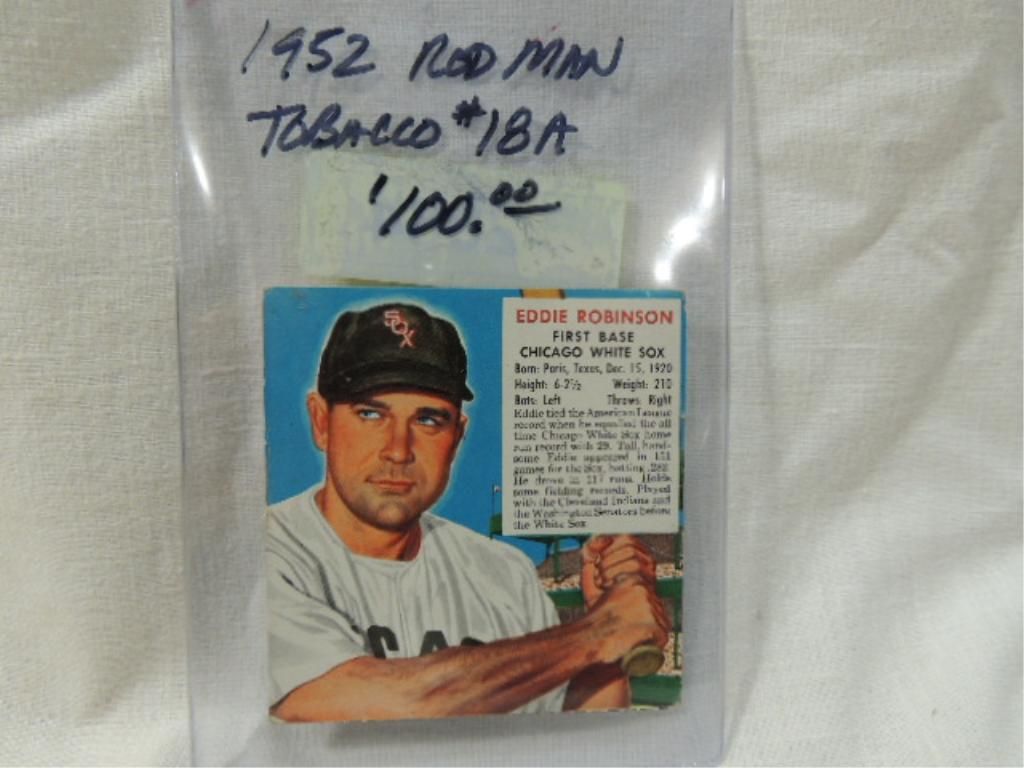 1952 RED MAN
TOBACCO #18A
$100.00
SOX
EDDIE ROBINSON
FIRST BASE
CHICAGO WHITE SOX
Born: Paris, Texas, Dec. 15, 1920
Height: 6-2½ Weight: 210
Bats: Left Throws: Right
Eddie tied the American League
record when he equalled the all
time Chicago White Sox home
run record with 29. Tall, hand-
some Eddie appeared in 151
games for the Sox, batting .282.
He drove in 117 runs. Holds
some fielding records. Played
with the Cleveland Indians and
the Washington Senators before
the White Sox
CA